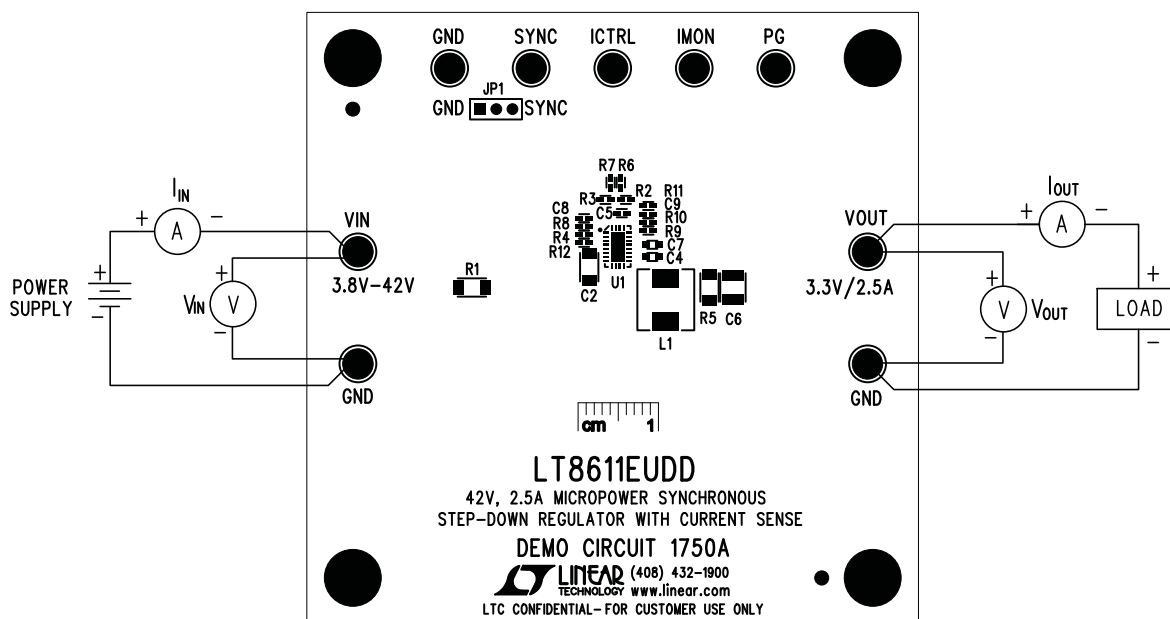 GND SYNC ICTRL IMON PG
JP1
GND SYNC
R7 R6
R3 R2 R11
C8 C5 C9
R8 R10
R4 R9
R12 C7
C4
U1
C2
R1
L1
R5 C6
IIN
+ A -
VIN
3.8V-42V
POWER
SUPPLY
+
-
+
VIN V
-
GND
VOUT
3.3V/2.5A
IOUT
+ A -
+
V VOUT
-
+
LOAD
-
GND
cm 1
LT8611EUDD
42V, 2.5A MICROPOWER SYNCHRONOUS
STEP-DOWN REGULATOR WITH CURRENT SENSE
DEMO CIRCUIT 1750A
LINEAR (408) 432-1900
TECHNOLOGY www.linear.com
LTC CONFIDENTIAL-FOR CUSTOMER USE ONLY